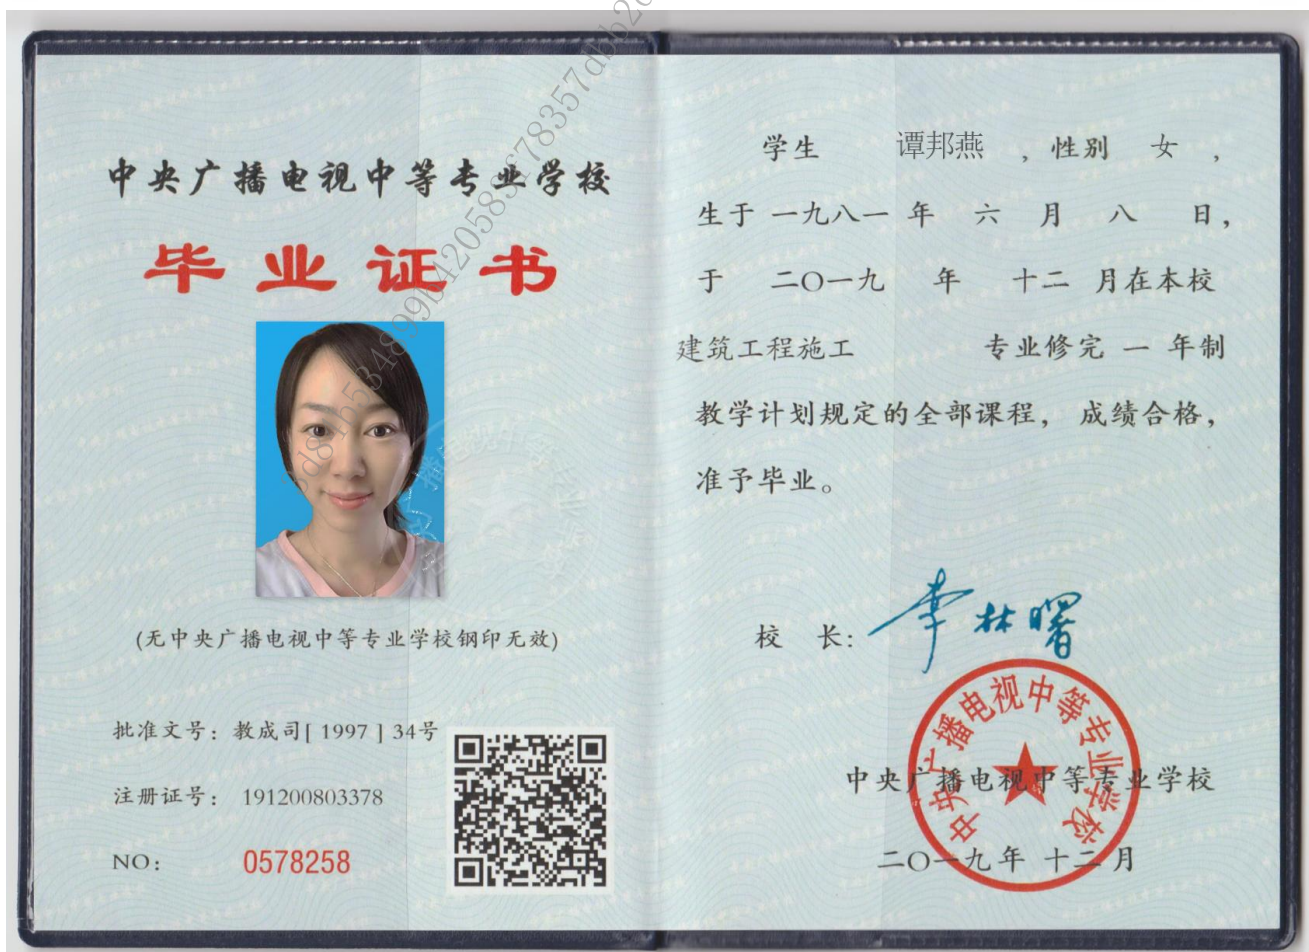 中央广播电视中等专业学校
毕业证书
(无中央广播电视中等专业学校钢印无效)
批准文号：教成司[ 1997 ] 34号
注册证号： 191200803378
NO： 0578258
学生 谭邦燕 ，性别 女 ，
生于 一九八一 年 六 月 八 日，
于 二〇一九 年 十二 月在本校
建筑工程施工 专业修完 一 年制
教学计划规定的全部课程，成绩合格，
准予毕业。
校 长：李林曙
中央广播电视中等专业学校
中央广播电视中等专业学校
二〇一九年 十二月